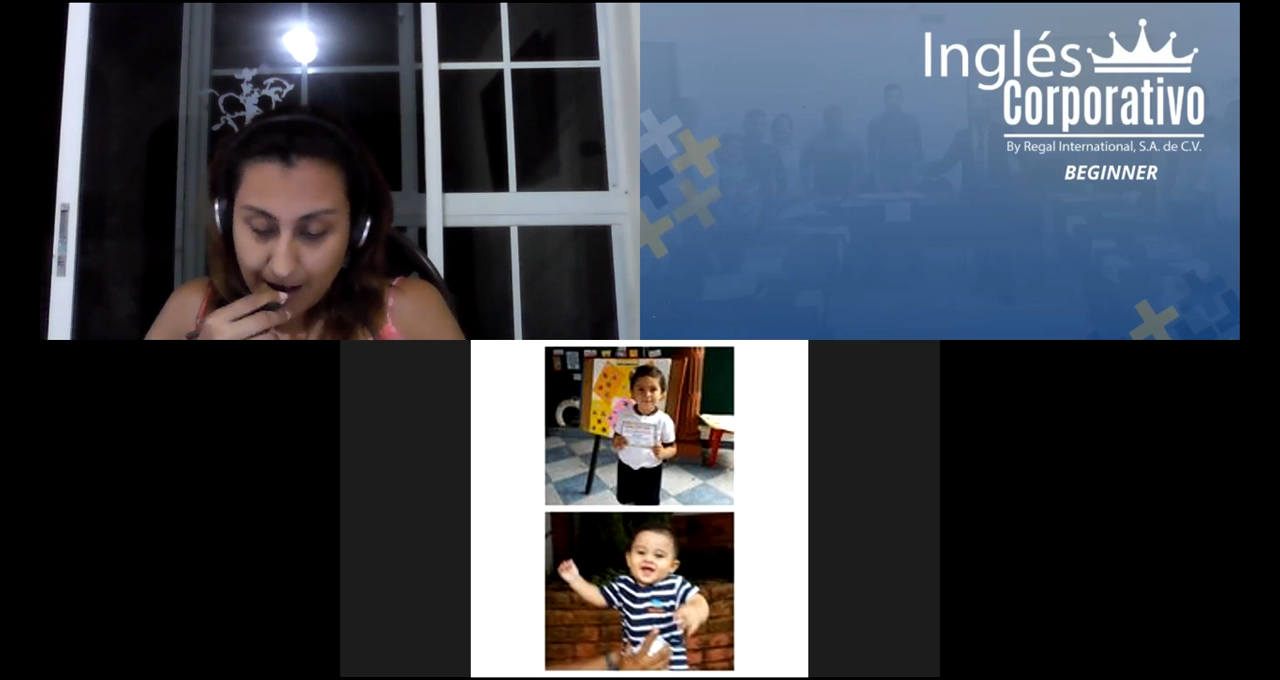 Inglés
Corporativo
By Regal International, S.A. de C.V.
BEGINNER